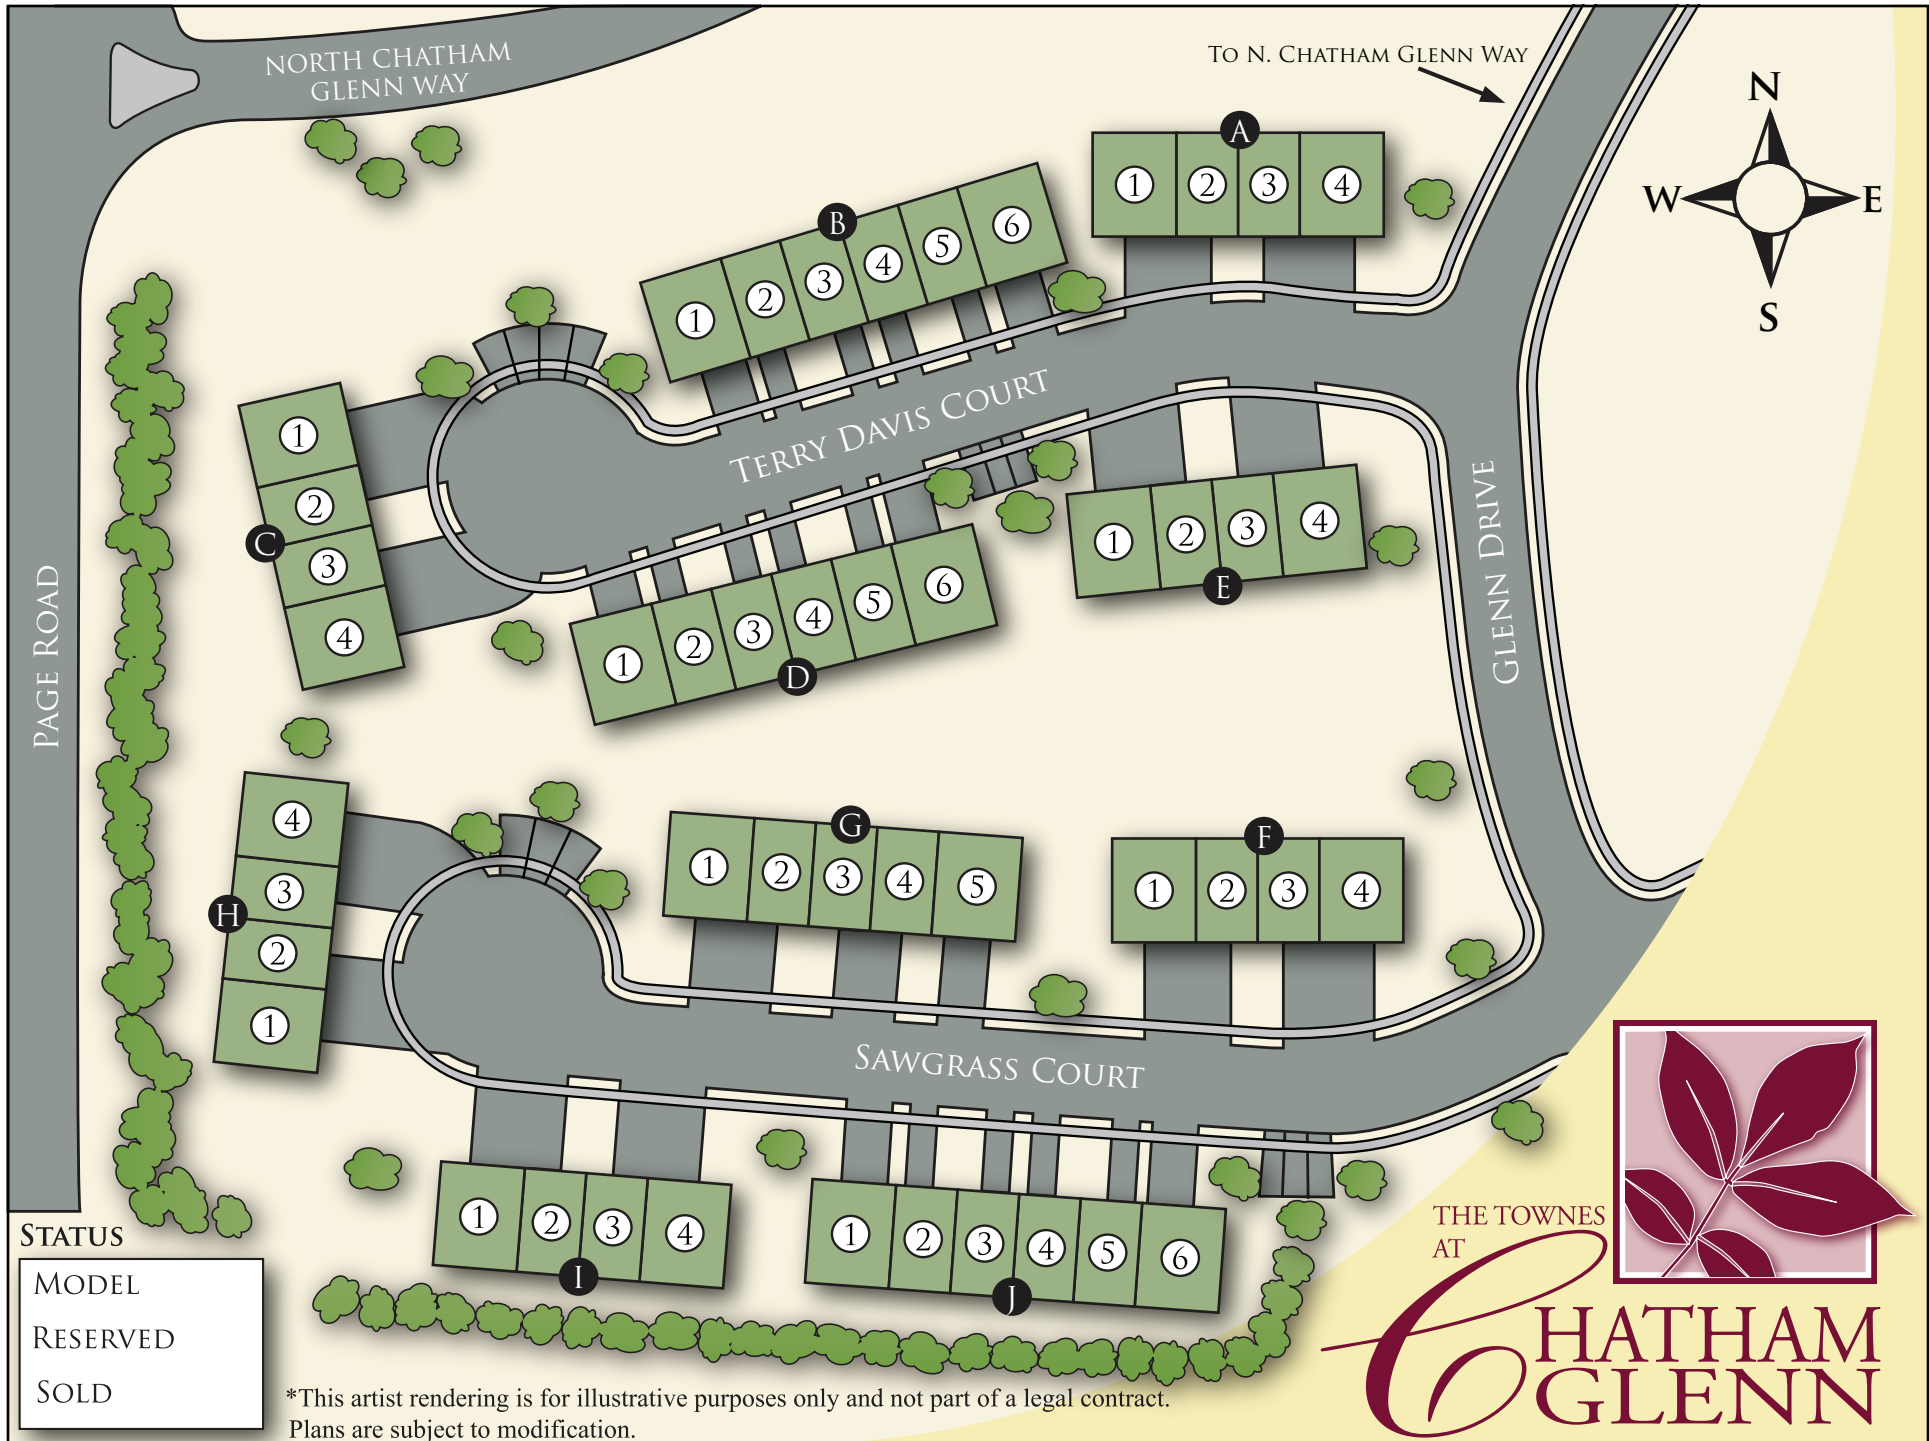 NORTH CHATHAM
GLENN WAY
TO N. CHATHAM GLENN WAY
N
W
E
S
A
1 2 3 4
B
1 2 3 4 5 6
TERRY DAVIS COURT
C
1
2
3
4
D
1 2 3 4 5 6
E
1 2 3 4
GLENN DRIVE
PAGE ROAD
F
1 2 3 4
G
1 2 3 4 5
H
4
3
2
1
SAWGRASS COURT
I
1 2 3 4
J
1 2 3 4 5 6
STATUS
MODEL
RESERVED
SOLD
*This artist rendering is for illustrative purposes only and not part of a legal contract.
Plans are subject to modification.
THE TOWNES
AT
CHATHAM
GLENN